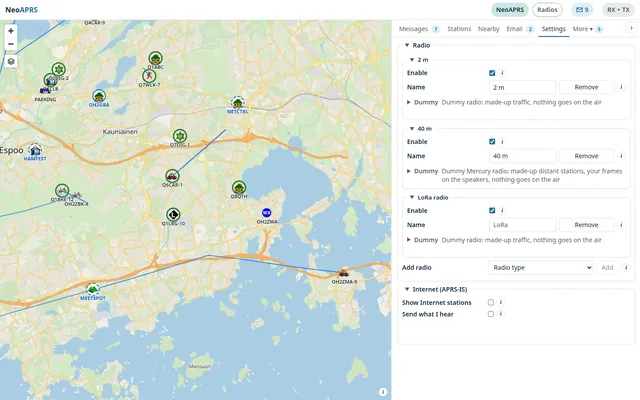 NeoAPRS
NeoAPRS
Radios
9
RX + TX
Messages 7
Stations
Nearby
Email 2
Settings
More ▾ 5
Radio
2 m
Enable
Name
2 m
Remove
Dummy
Dummy radio: made-up traffic, nothing goes on the air
40 m
Enable
Name
40 m
Remove
Dummy
Dummy Mercury radio: made-up distant stations, your frames
on the speakers, nothing goes on the air
LoRa radio
Enable
Name
LoRa
Remove
Dummy
Dummy radio: made-up traffic, nothing goes on the air
Add radio
Radio type
Add
Internet (APRS-IS)
Show Internet stations
Send what I hear
+
−
PARKING
OH2GBA
Q7WLK-7
NETCTRL
Kauniainen
Espoo
HAMFEST
Q6CAR-1
Q8QTH
OH2ZBK-8
Q1LRG-10
OH2ZWA
OH2ZMA-9
MEETSPOT
Miessaari